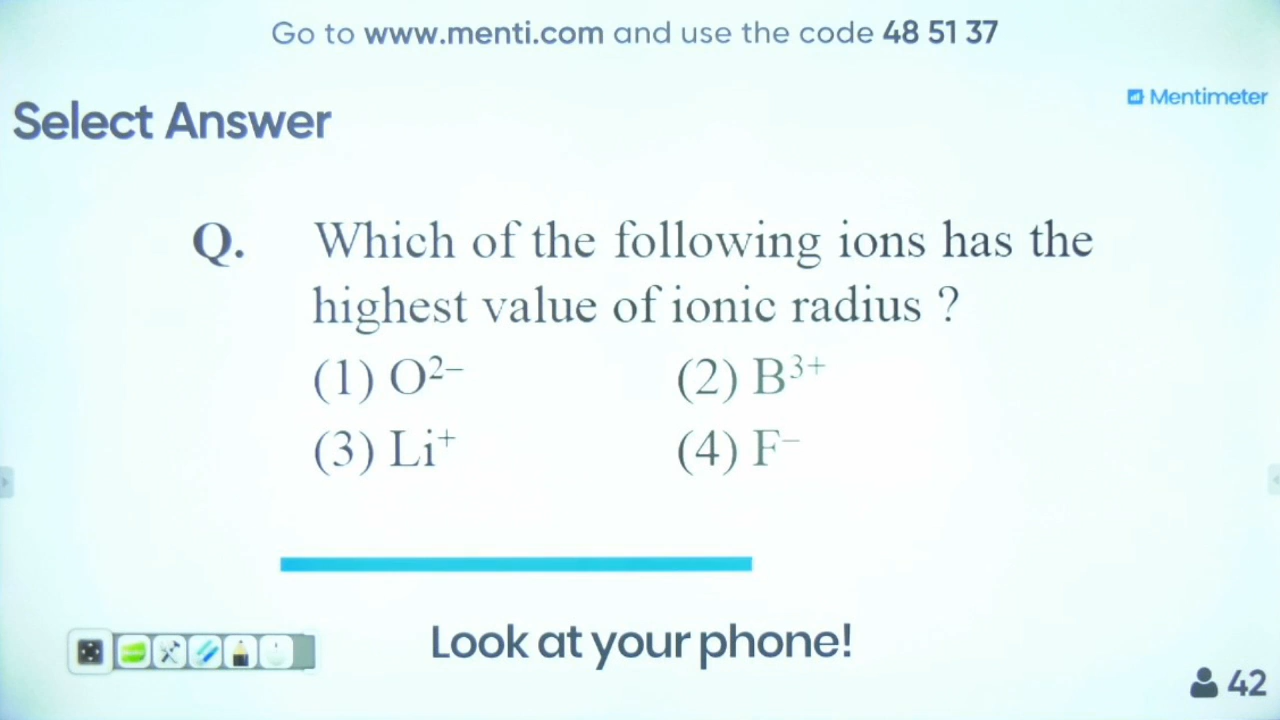 Go to www.menti.com and use the code 48 51 37
Mentimeter
Select Answer
Q. Which of the following ions has the
highest value of ionic radius ?
(1) O²⁻ (2) B³⁺
(3) Li⁺ (4) F⁻
Look at your phone!
42